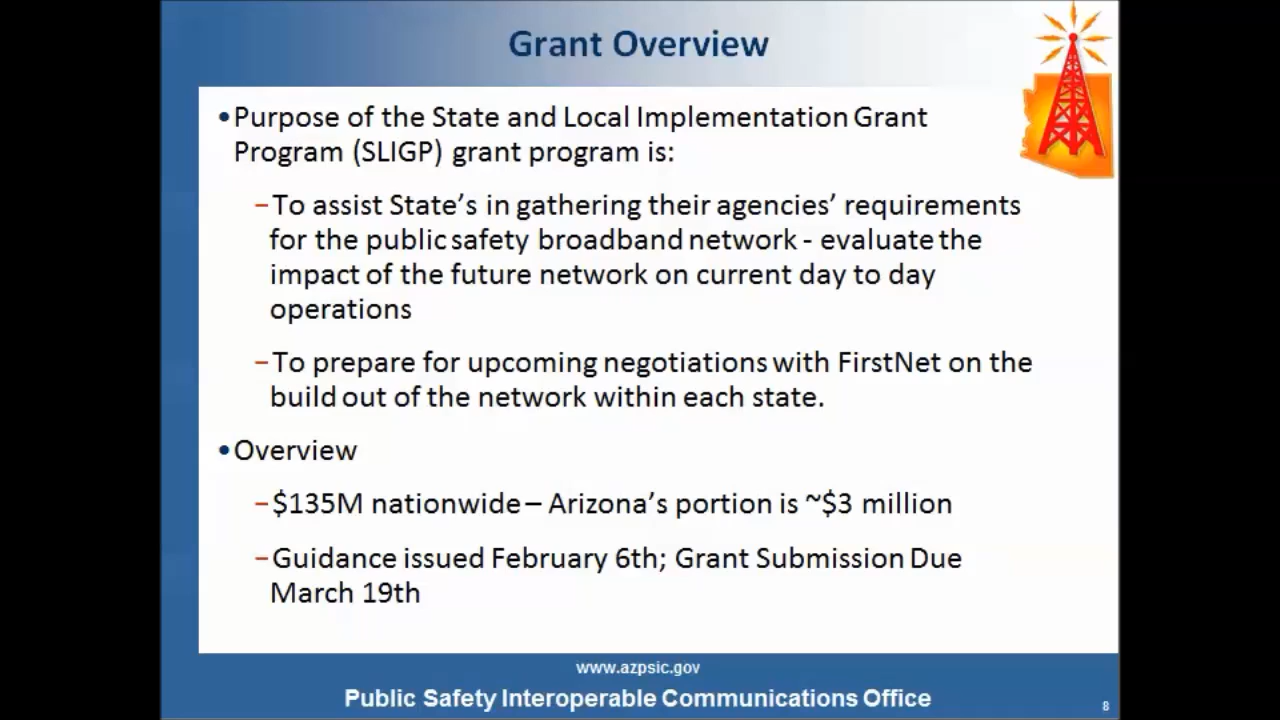 Grant Overview
•Purpose of the State and Local Implementation Grant
Program (SLIGP) grant program is:
–To assist State's in gathering their agencies' requirements
for the public safety broadband network - evaluate the
impact of the future network on current day to day
operations
–To prepare for upcoming negotiations with FirstNet on the
build out of the network within each state.
•Overview
–$135M nationwide – Arizona's portion is ~$3 million
–Guidance issued February 6th; Grant Submission Due
March 19th
www.azpsic.gov
Public Safety Interoperable Communications Office
8